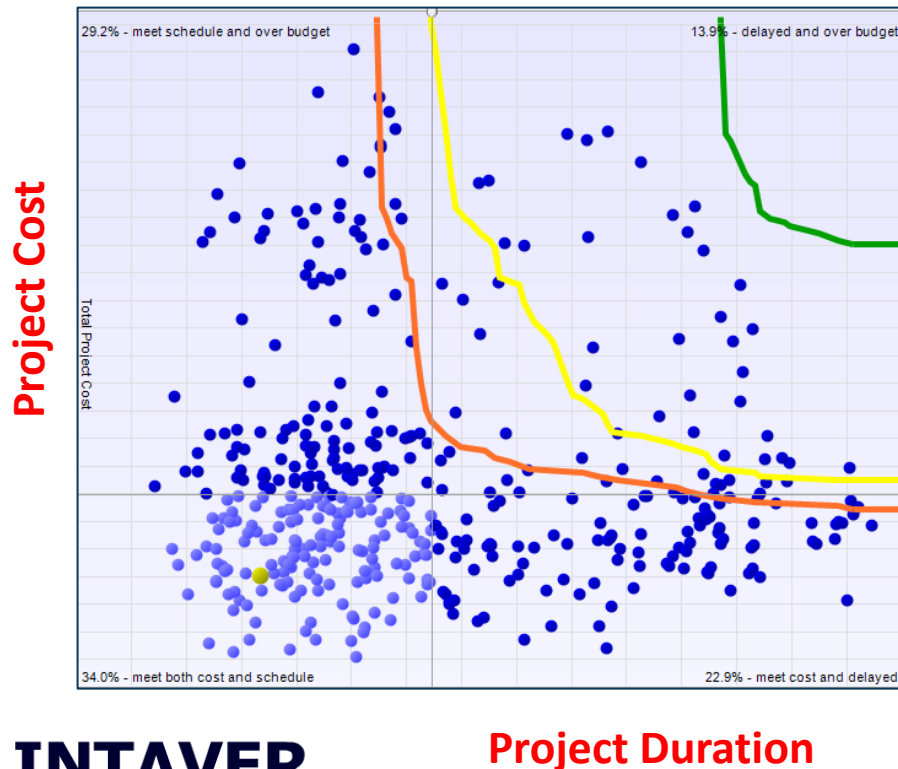 29.2% - meet schedule and over budget
13.9% - delayed and over budget
Project Cost
Total Project Cost
34.0% - meet both cost and schedule
22.9% - meet cost and delayed
Project Duration
INTAVER